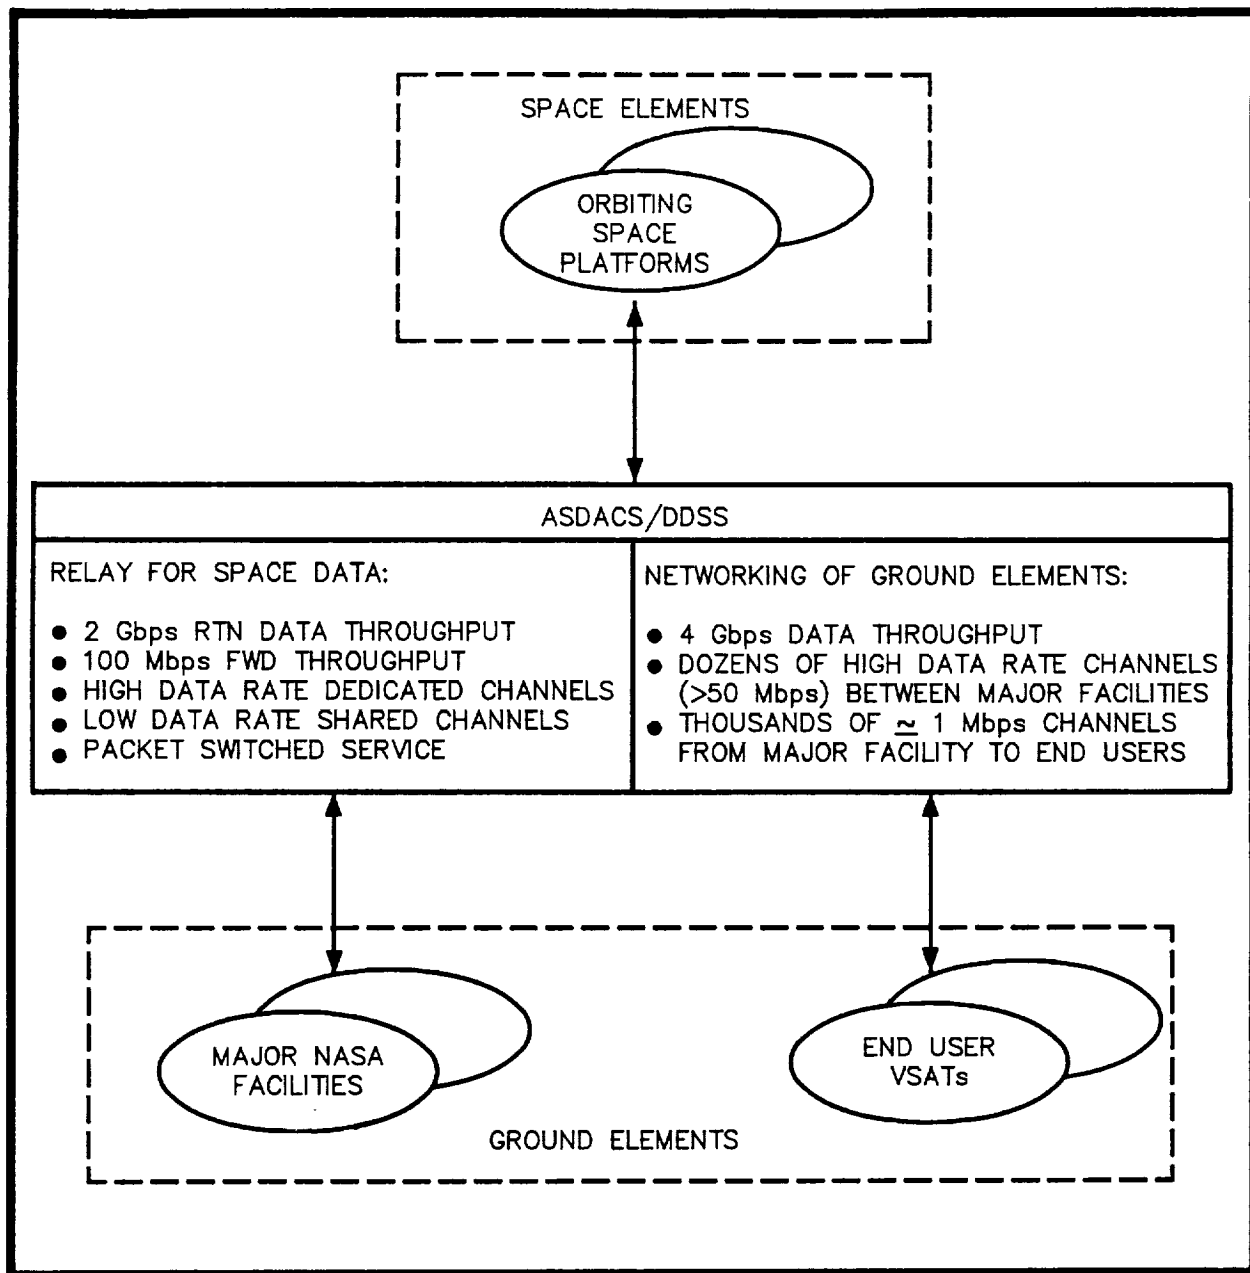 SPACE ELEMENTS
ORBITING
SPACE
PLATFORMS
ASDACS/DDSS
RELAY FOR SPACE DATA:
● 2 Gbps RTN DATA THROUGHPUT
● 100 Mbps FWD THROUGHPUT
● HIGH DATA RATE DEDICATED CHANNELS
● LOW DATA RATE SHARED CHANNELS
● PACKET SWITCHED SERVICE
NETWORKING OF GROUND ELEMENTS:
● 4 Gbps DATA THROUGHPUT
● DOZENS OF HIGH DATA RATE CHANNELS
(>50 Mbps) BETWEEN MAJOR FACILITIES
● THOUSANDS OF ≃ 1 Mbps CHANNELS
FROM MAJOR FACILITY TO END USERS
MAJOR NASA
FACILITIES
END USER
VSATs
GROUND ELEMENTS